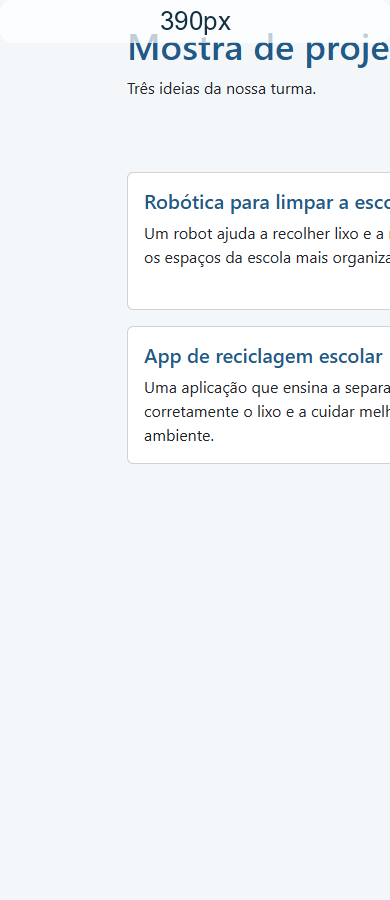 390px
Mostra de proje
Três ideias da nossa turma.
Robótica para limpar a esco
Um robot ajuda a recolher lixo e a
os espaços da escola mais organiza
App de reciclagem escolar
Uma aplicação que ensina a separa
corretamente o lixo e a cuidar melh
ambiente.